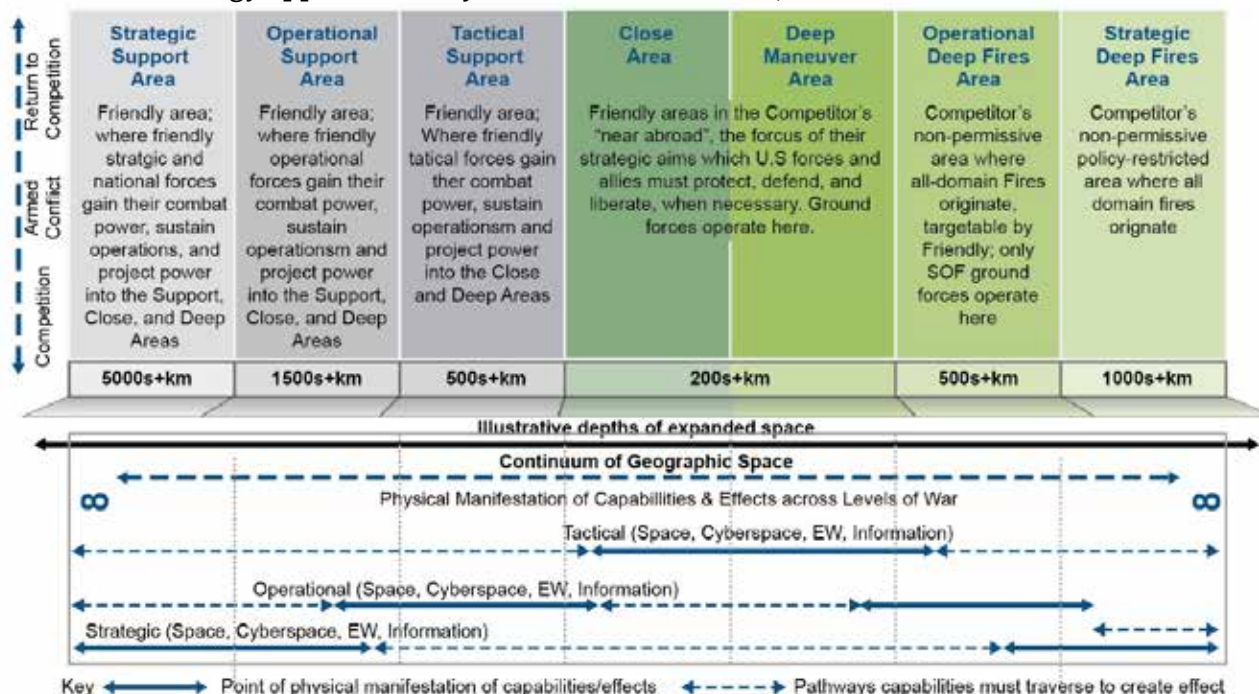 Return to
Competition
Armed
Conflict
Competition
Strategic
Support
Area
Friendly area;
where friendly
stratgic and
national forces
gain their combat
power, sustain
operations, and
project power
into the Support,
Close, and Deep
Areas
5000s+km
Operational
Support
Area
Friendly area;
where friendly
operational
forces gain their
combat power,
sustain
operationsm and
project power
into the Support,
Close, and Deep
Areas
1500s+km
Tactical
Support
Area
Friendly area;
Where friendly
tatical forces gain
ther combat
power, sustain
operationsm and
project power
into the Close
and Deep Areas
500s+km
Close
Area
Deep
Maneuver
Area
Friendly areas in the Competitor's
"near abroad", the forcus of their
strategic aims which U.S forces and
allies must protect, defend, and
liberate, when necessary. Ground
forces operate here.
200s+km
Operational
Deep Fires
Area
Competitor's
non-permissive
area where
all-domain Fires
originate,
targetable by
Friendly; only
SOF ground
forces operate
here
500s+km
Strategic
Deep Fires
Area
Competitor's
non-permissive
policy-restricted
area where all
domain fires
orignate
1000s+km
Illustrative depths of expanded space
Continuum of Geographic Space
∞ Physical Manifestation of Capabillities & Effects across Levels of War ∞
Tactical (Space, Cyberspace, EW, Information)
Operational (Space, Cyberspace, EW, Information)
Strategic (Space, Cyberspace, EW, Information)
Key Point of physical manifestation of capabilities/effects Pathways capabilities must traverse to create effect